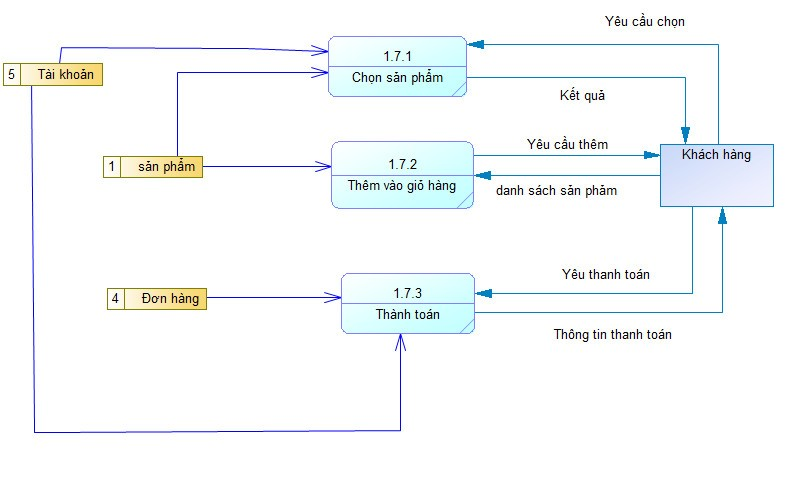 Yêu cầu chọn
1.7.1
Chọn sản phẩm
5 Tài khoản
Kết quả
Yêu cầu thêm
Khách hàng
1 sản phẩm
1.7.2
Thêm vào giỏ hàng
danh sách sản phảm
Yêu thanh toán
4 Đơn hàng
1.7.3
Thành toán
Thông tin thanh toán